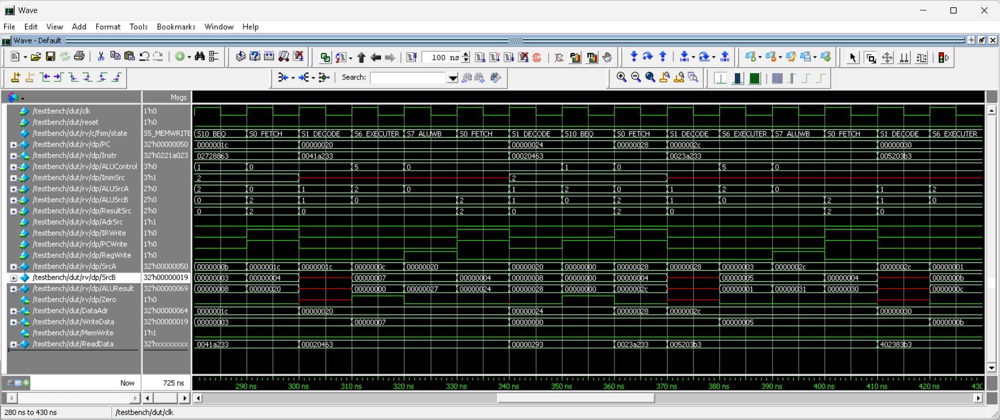 Wave
File Edit View Add Format Tools Bookmarks Window Help
Wave - Default
100 ns
Search:
Msgs
/testbench/dut/clk 1'h0
/testbench/dut/reset 1'h0
/testbench/dut/rv/c/fsm/state S5_MEMWRITE S10_BEQ S0_FETCH S1_DECODE S6_EXECUTER S7_ALUWB S0_FETCH S1_DECODE S10_BEQ S0_FETCH S1_DECODE S6_EXECUTER S7_ALUWB S0_FETCH S1_DECODE S6_EXECUTER
/testbench/dut/rv/dp/PC 32'h00000050 0000001c 00000020 00000024 00000028 0000002c 00000030
/testbench/dut/rv/dp/Instr 32'h0221a023 02728863 0041a233 00020463 0023a233 005203b3
/testbench/dut/rv/dp/ALUControl 3'h0 1 0 5 0 1 0 5 0
/testbench/dut/rv/dp/ImmSrc 3'h1 2 2
/testbench/dut/rv/dp/ALUSrcA 2'h0 2 0 1 2 0 1 2 0 1 2 0 1 2
/testbench/dut/rv/dp/ALUSrcB 2'h0 0 2 1 0 2 1 0 2 1 0 2 1 0
/testbench/dut/rv/dp/ResultSrc 2'h0 0 2 0 2 0 2 0 2 0
/testbench/dut/rv/dp/AdrSrc 1'h1
/testbench/dut/rv/dp/IRWrite 1'h0
/testbench/dut/rv/dp/PCWrite 1'h0
/testbench/dut/rv/dp/RegWrite 1'h0
/testbench/dut/rv/dp/SrcA 32'h00000050 0000000b 0000001c 0000001c 0000000c 00000020 00000020 00000000 00000028 00000028 00000003 0000002c 0000002c 00000001
/testbench/dut/rv/dp/SrcB 32'h00000019 00000003 00000004 00000007 00000004 00000008 00000000 00000004 00000005 00000004 0000000b
/testbench/dut/rv/dp/ALUResult 32'h00000069 00000008 00000020 00000000 00000027 00000024 00000028 00000000 0000002c 00000001 00000031 00000030 0000000c
/testbench/dut/rv/dp/Zero 1'h0
/testbench/dut/DataAdr 32'h00000064 0000001c 00000020 00000024 00000028 0000002c 00000030
/testbench/dut/WriteData 32'h00000019 00000003 00000007 00000000 00000005 0000000b
/testbench/dut/MemWrite 1'h1
/testbench/dut/ReadData 32'hxxxxxxxx 0041a233 00020463 00000293 0023a233 005203b3 402383b3
Now 725 ns 290 ns 300 ns 310 ns 320 ns 330 ns 340 ns 350 ns 360 ns 370 ns 380 ns 390 ns 400 ns 410 ns 420 ns 430
280 ns to 430 ns /testbench/dut/clk